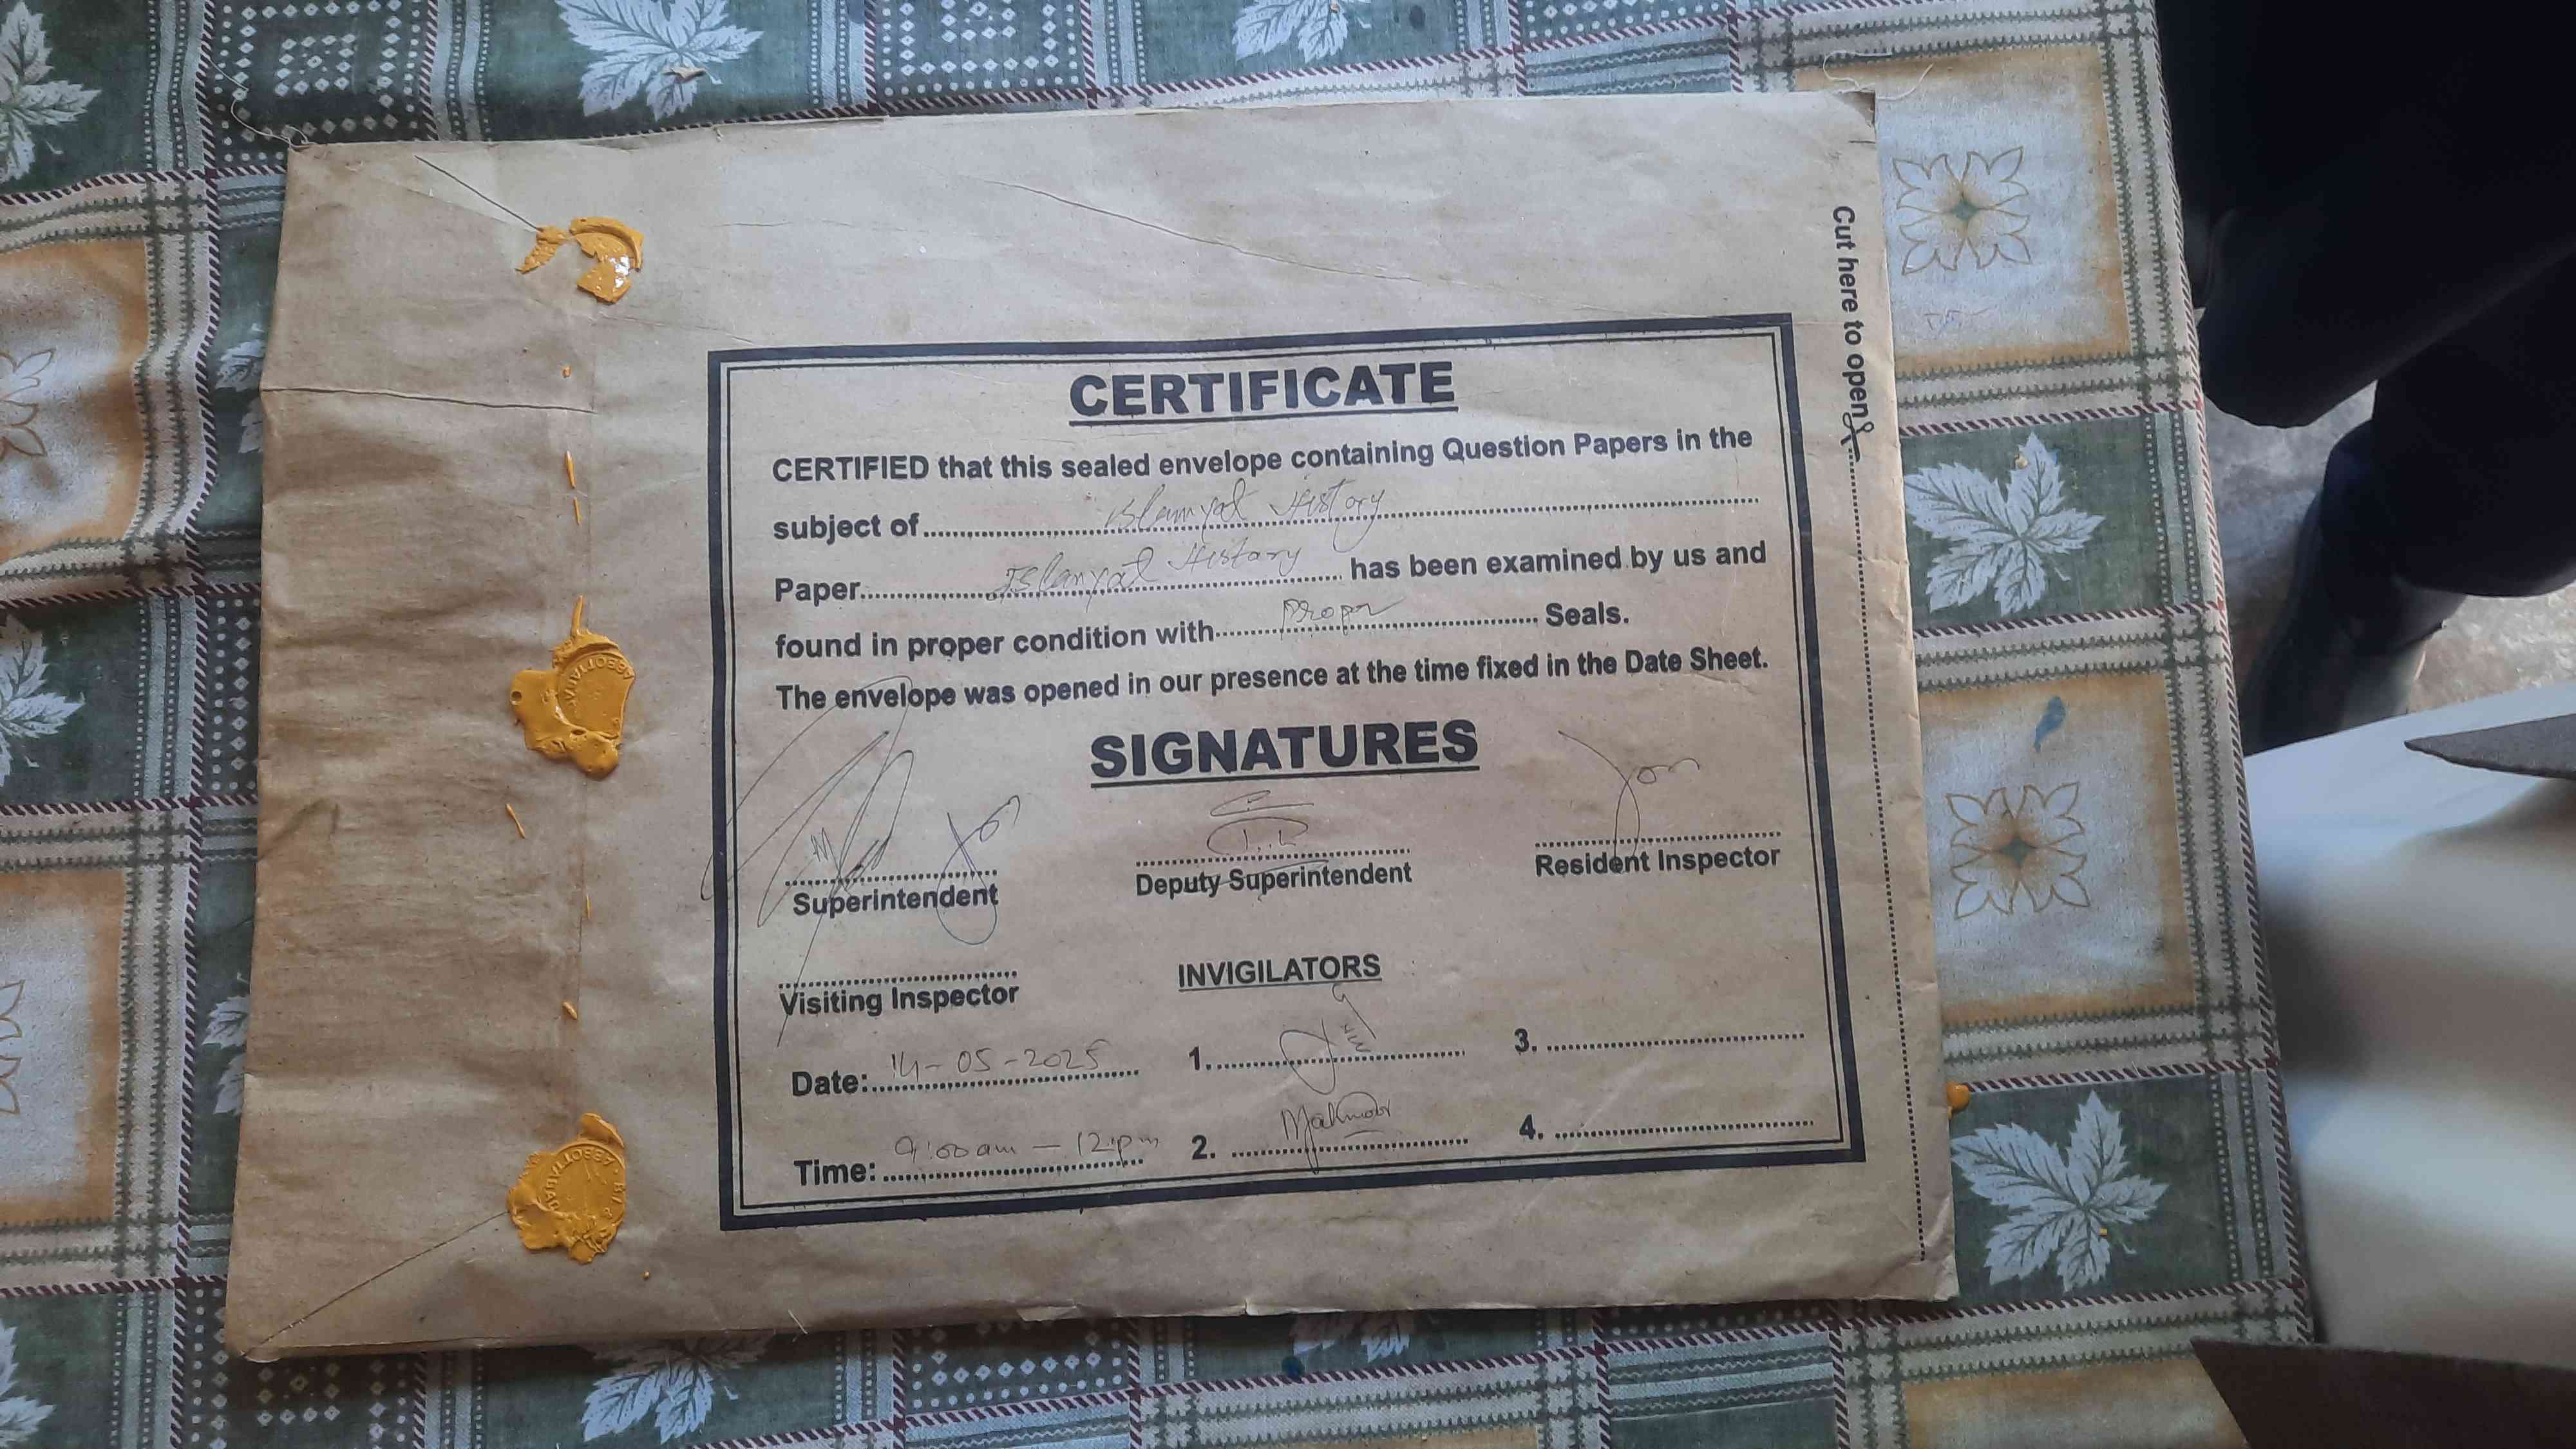 Cut here to open
CERTIFICATE
CERTIFIED that this sealed envelope containing Question Papers in the
subject of Islamyat History
Paper Islamyat History has been examined by us and
found in proper condition with Proper Seals.
The envelope was opened in our presence at the time fixed in the Date Sheet.
SIGNATURES
Superintendent
Deputy Superintendent
Resident Inspector
Visiting Inspector
INVIGILATORS
Date: 14-05-2025
1.
3.
Time: 9:00am - 12:pm
2.
4.
ABBOTTABAD
ABBOTTABAD